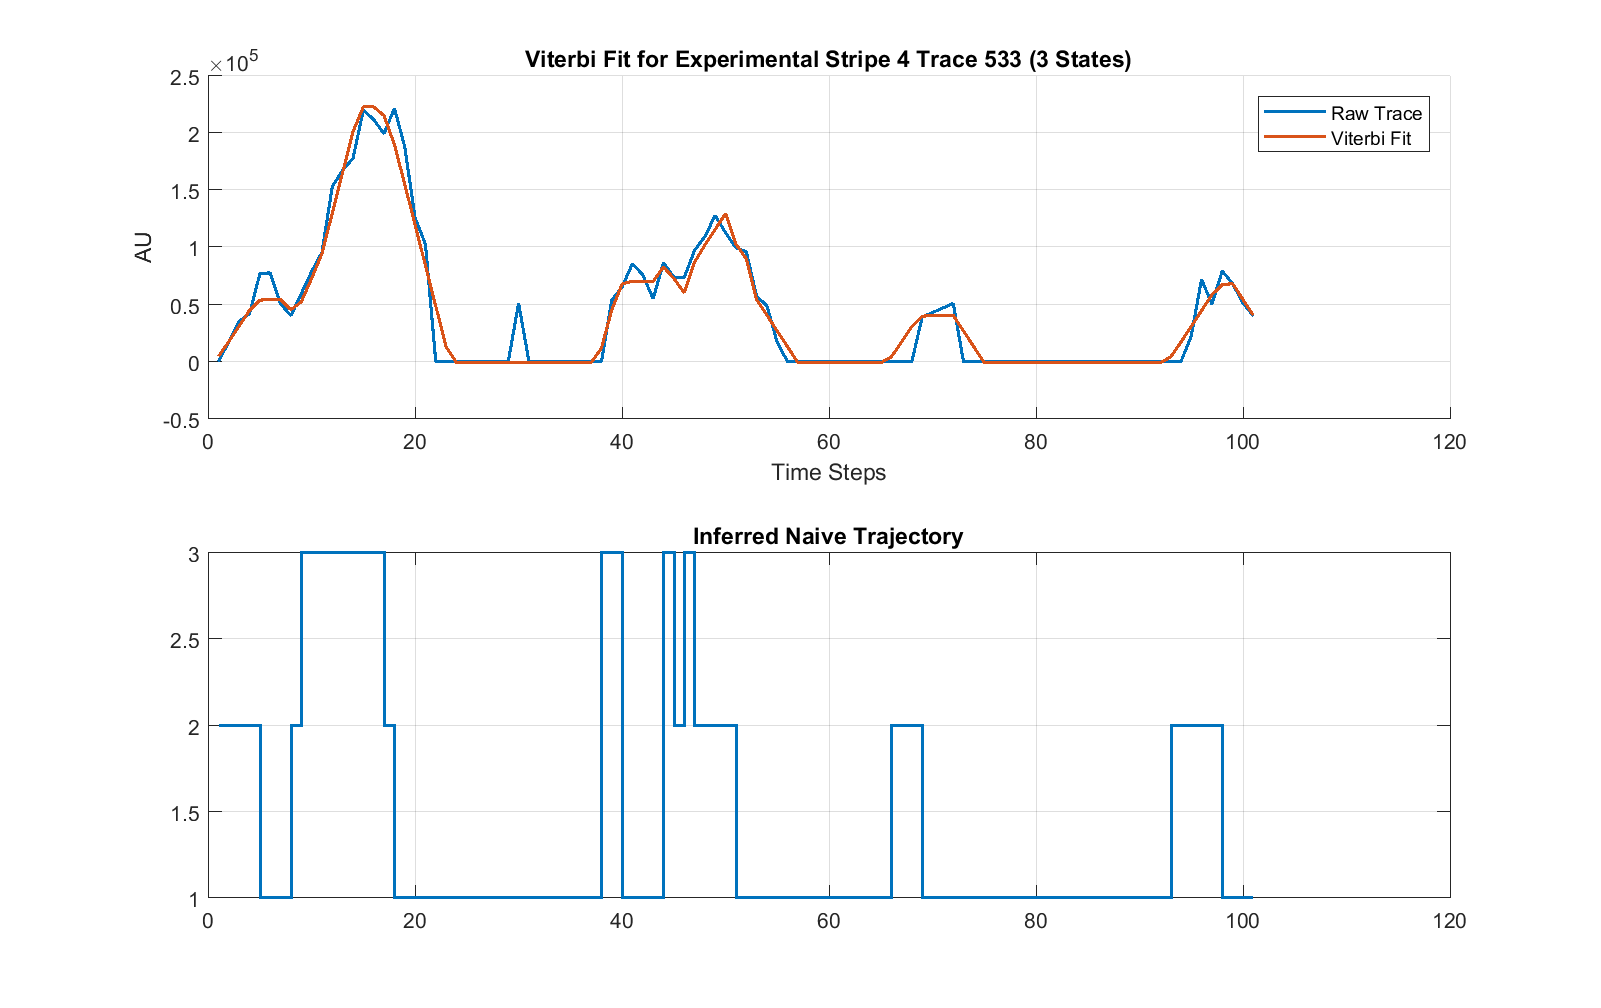 ×10^5
Viterbi Fit for Experimental Stripe 4 Trace 533 (3 States)
2.5
2
1.5
1
0.5
0
-0.5
AU
Raw Trace
Viterbi Fit
0 20 40 60 80 100 120
Time Steps
Inferred Naive Trajectory
3
2.5
2
1.5
1
0 20 40 60 80 100 120